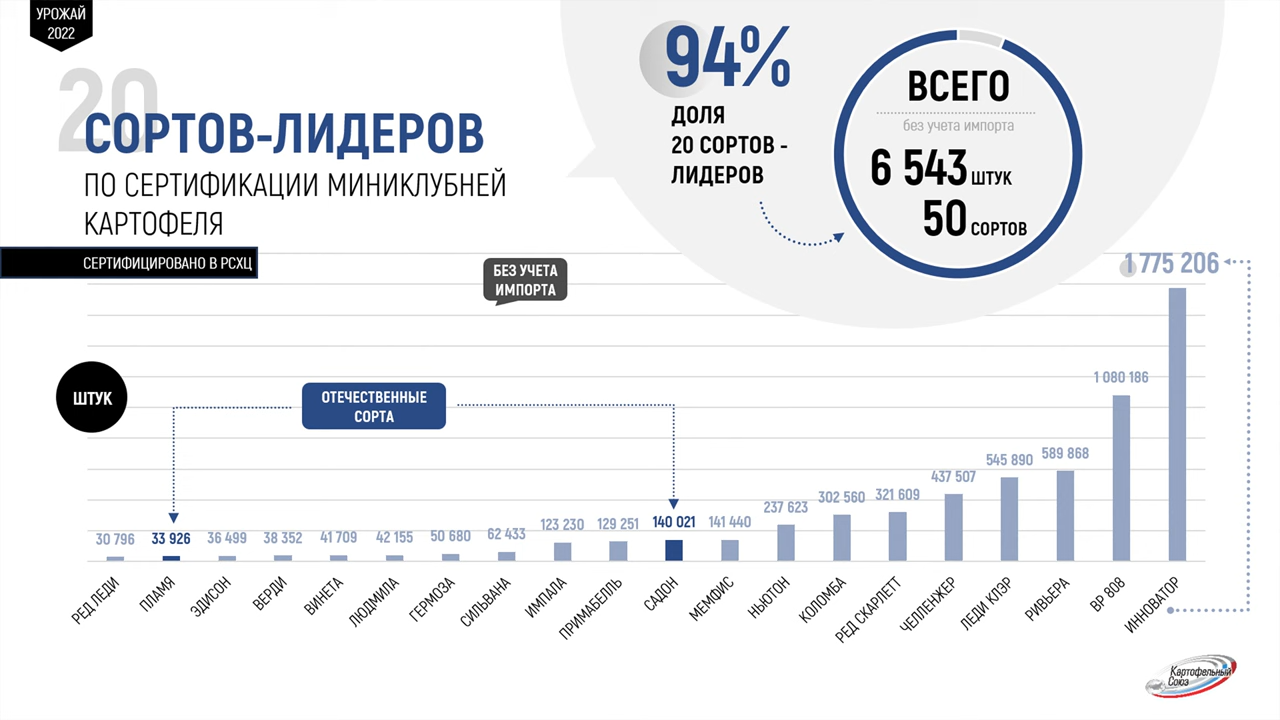 УРОЖАЙ
2022
20
СОРТОВ-ЛИДЕРОВ
ПО СЕРТИФИКАЦИИ МИНИКЛУБНЕЙ
КАРТОФЕЛЯ
СЕРТИФИЦИРОВАНО В РСХЦ
94%
ДОЛЯ
20 СОРТОВ -
ЛИДЕРОВ
ВСЕГО
без учета импорта
6 543 ШТУК
50 СОРТОВ
БЕЗ УЧЕТА
ИМПОРТА
ШТУК
ОТЕЧЕСТВЕННЫЕ
СОРТА
30 796
33 926
36 499
38 352
41 709
42 155
50 680
62 433
123 230
129 251
140 021
141 440
237 623
302 560
321 609
437 507
545 890
589 868
1 080 186
1 775 206
РЕД ЛЕДИ
ПЛАМЯ
ЭДИСОН
ВЕРДИ
ВИНЕТА
ЛЮДМИЛА
ГЕРМОЗА
СИЛЬВАНА
ИМПАЛА
ПРИМАБЕЛЛЬ
САДОН
МЕМФИС
НЬЮТОН
КОЛОМБА
РЕД СКАРЛЕТТ
ЧЕЛЛЕНЖЕР
ЛЕДИ КЛЭР
РИВЬЕРА
ВР 808
ИННОВАТОР
Картофельный
Союз